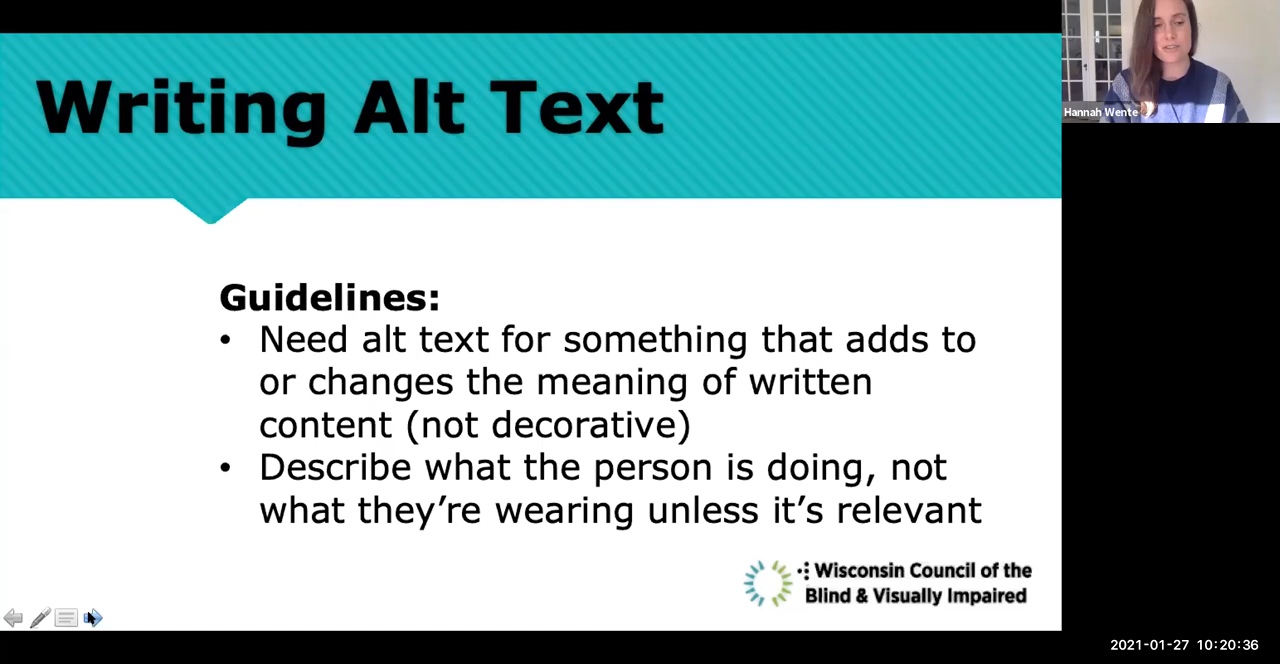 Writing Alt Text
Hannah Wente
Guidelines:
• Need alt text for something that adds to
or changes the meaning of written
content (not decorative)
• Describe what the person is doing, not
what they’re wearing unless it’s relevant
Wisconsin Council of the
Blind & Visually Impaired
2021-01-27 10:20:36